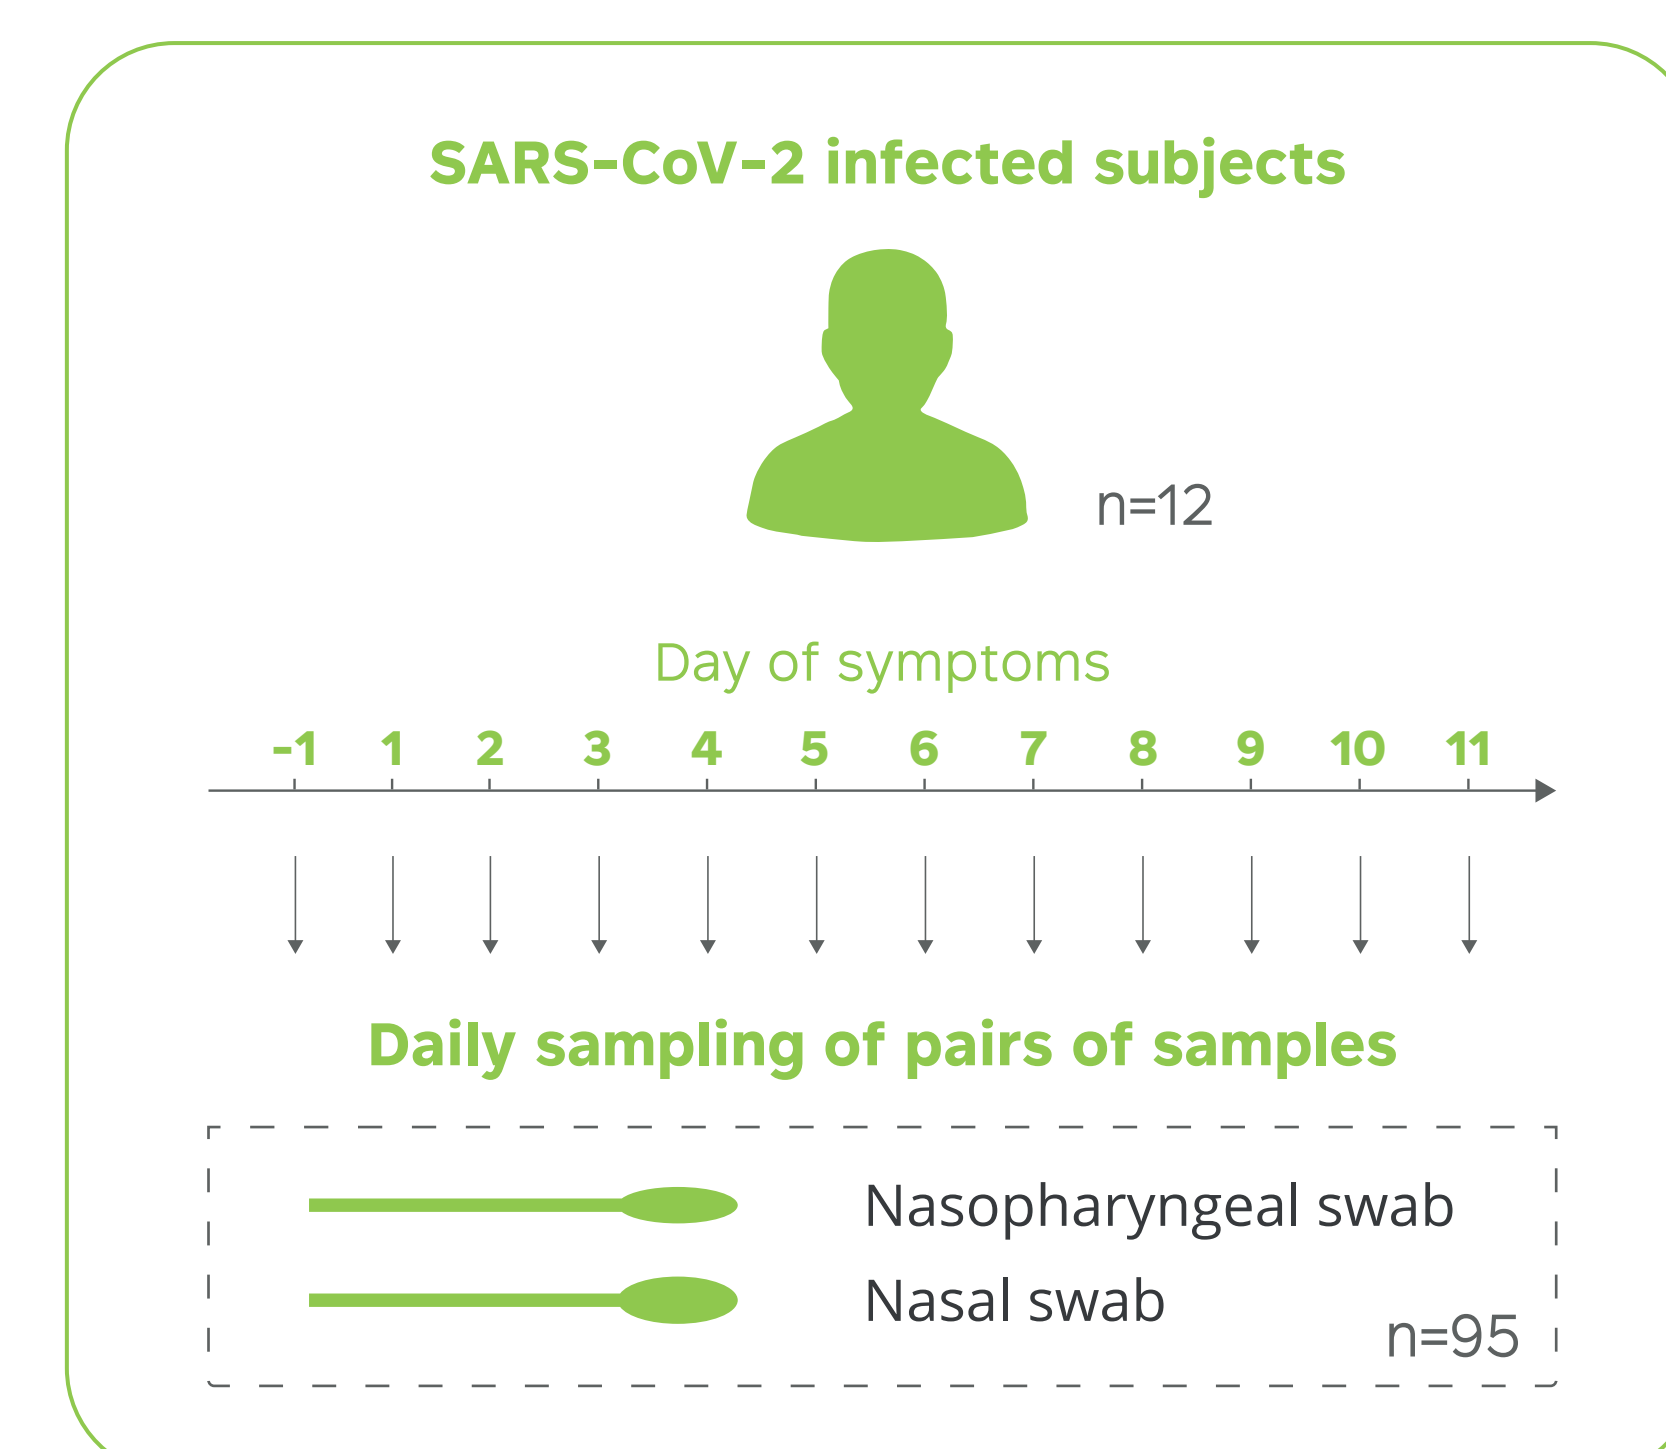 SARS-CoV-2 infected subjects
n=12
Day of symptoms
-1 1 2 3 4 5 6 7 8 9 10 11
Daily sampling of pairs of samples
Nasopharyngeal swab
Nasal swab
n=95